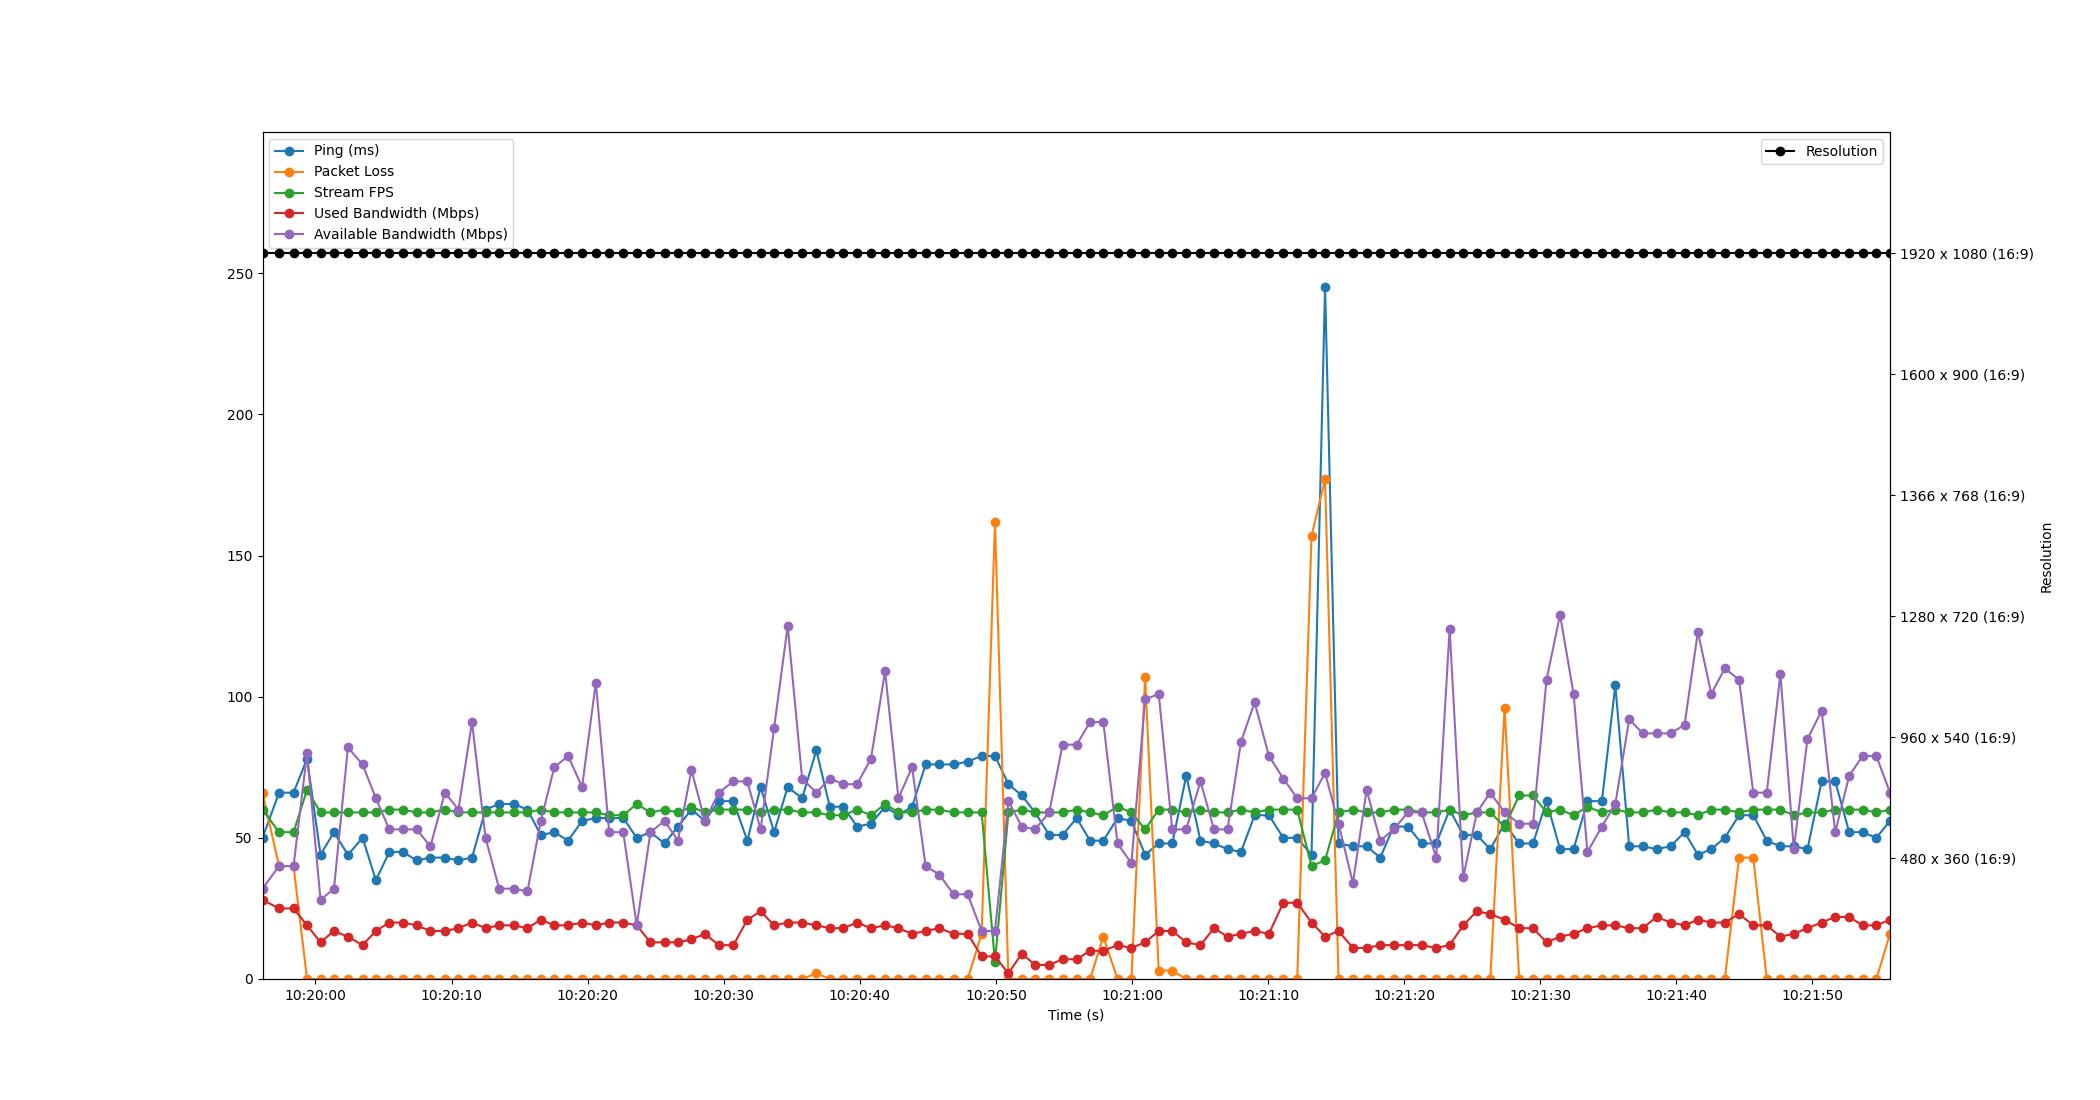 Ping (ms)
Packet Loss
Stream FPS
Used Bandwidth (Mbps)
Available Bandwidth (Mbps)
Resolution
250
200
150
100
50
0
1920 x 1080 (16:9)
1600 x 900 (16:9)
1366 x 768 (16:9)
1280 x 720 (16:9)
960 x 540 (16:9)
480 x 360 (16:9)
Resolution
10:20:00 10:20:10 10:20:20 10:20:30 10:20:40 10:20:50 10:21:00 10:21:10 10:21:20 10:21:30 10:21:40 10:21:50
Time (s)